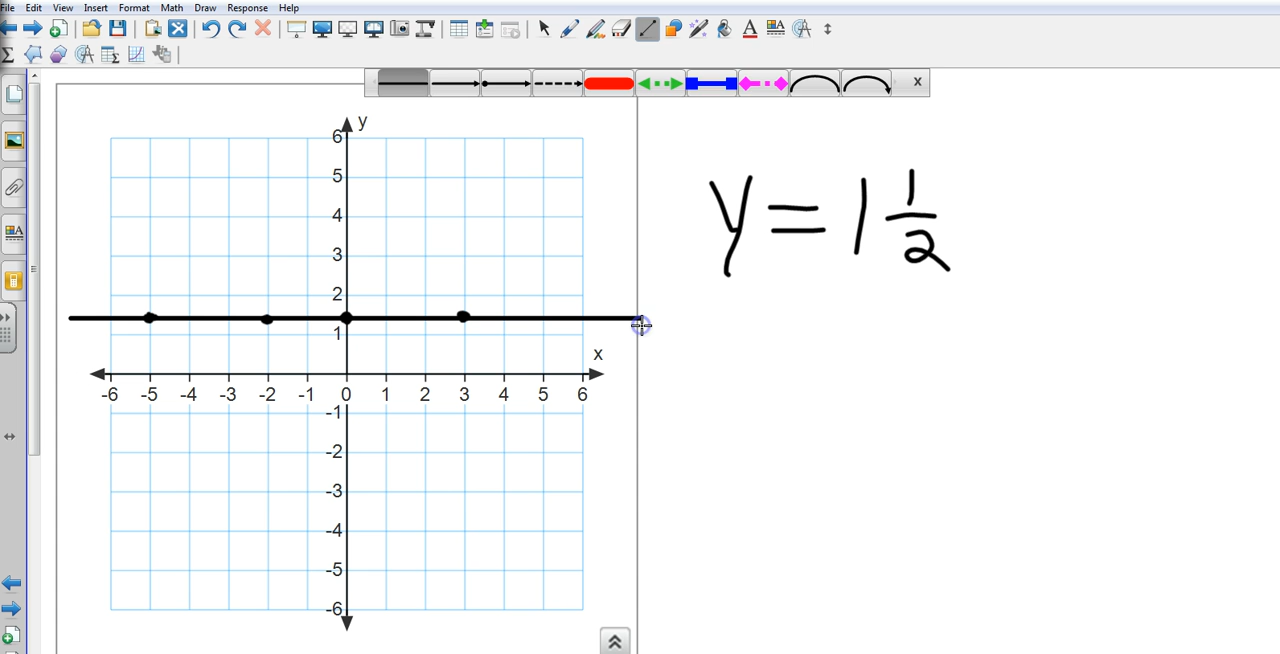 File Edit View Insert Format Math Draw Response Help
x
y
6
5
4
3
2
1
x
-6 -5 -4 -3 -2 -1 0 1 2 3 4 5 6
-1
-2
-3
-4
-5
-6
y = 1 1/2